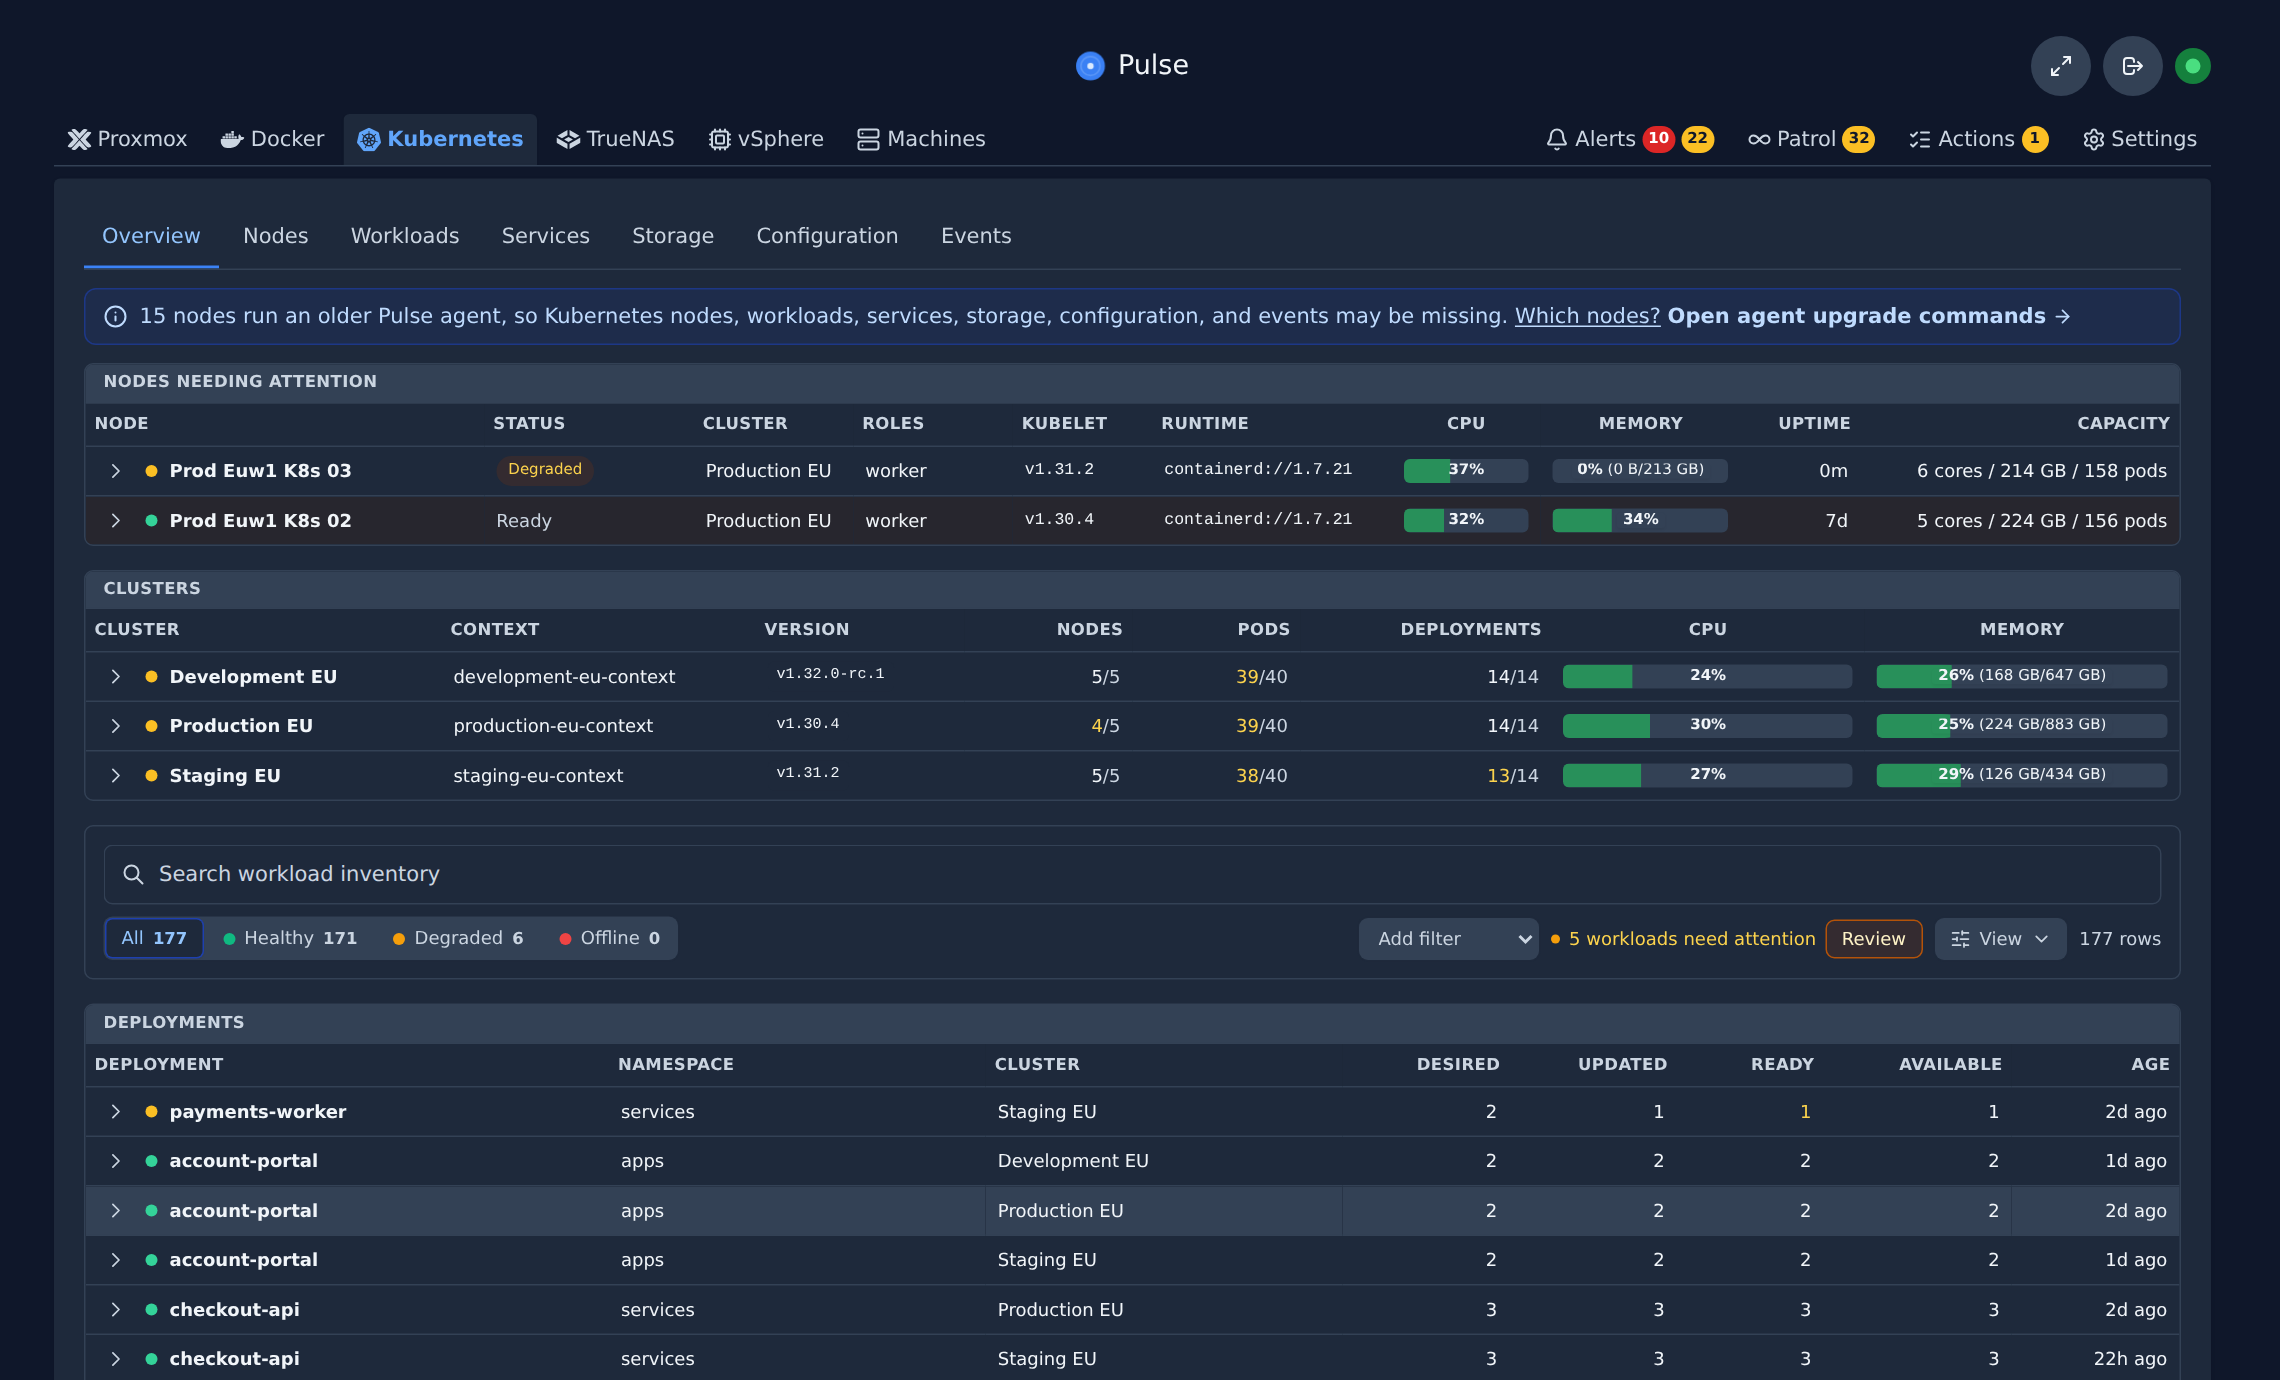 Pulse
Proxmox Docker Kubernetes TrueNAS vSphere Machines Alerts 10 22 Patrol 32 Actions 1 Settings
Overview Nodes Workloads Services Storage Configuration Events
15 nodes run an older Pulse agent, so Kubernetes nodes, workloads, services, storage, configuration, and events may be missing. Which nodes? Open agent upgrade commands →
NODES NEEDING ATTENTION
NODE STATUS CLUSTER ROLES KUBELET RUNTIME CPU MEMORY UPTIME CAPACITY
Prod Euw1 K8s 03 Degraded Production EU worker v1.31.2 containerd://1.7.21 37% 0% (0 B/213 GB) 0m 6 cores / 214 GB / 158 pods
Prod Euw1 K8s 02 Ready Production EU worker v1.30.4 containerd://1.7.21 32% 34% 7d 5 cores / 224 GB / 156 pods
CLUSTERS
CLUSTER CONTEXT VERSION NODES PODS DEPLOYMENTS CPU MEMORY
Development EU development-eu-context v1.32.0-rc.1 5/5 39/40 14/14 24% 26% (168 GB/647 GB)
Production EU production-eu-context v1.30.4 4/5 39/40 14/14 30% 25% (224 GB/883 GB)
Staging EU staging-eu-context v1.31.2 5/5 38/40 13/14 27% 29% (126 GB/434 GB)
Search workload inventory
All 177 Healthy 171 Degraded 6 Offline 0 Add filter 5 workloads need attention Review View 177 rows
DEPLOYMENTS
DEPLOYMENT NAMESPACE CLUSTER DESIRED UPDATED READY AVAILABLE AGE
payments-worker services Staging EU 2 1 1 1 2d ago
account-portal apps Development EU 2 2 2 2 1d ago
account-portal apps Production EU 2 2 2 2 2d ago
account-portal apps Staging EU 2 2 2 2 1d ago
checkout-api services Production EU 3 3 3 3 2d ago
checkout-api services Staging EU 3 3 3 3 22h ago